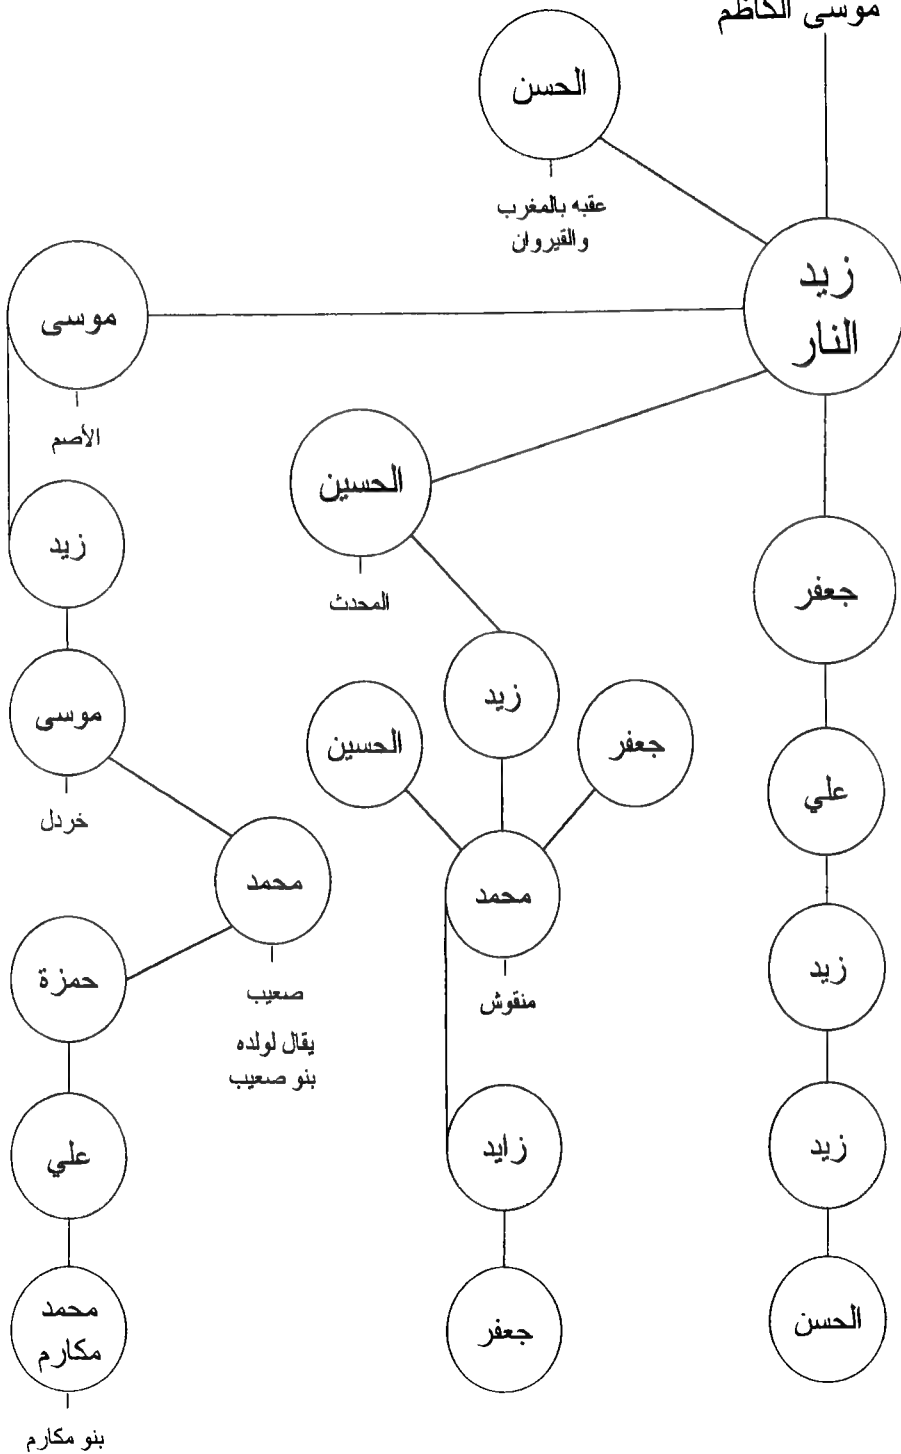 موسى الكاظم
الحسن
عقبه بالمغرب
والقيروان
زيد
النار
موسى
الأصم
الحسين
المحدث
زيد
جعفر
زيد
موسى
خردل
الحسين
جعفر
علي
محمد
صعيب
يقال لولده
بنو صعيب
محمد
منقوش
حمزة
زيد
علي
زايد
زيد
محمد
مكارم
بنو مكارم
جعفر
الحسن